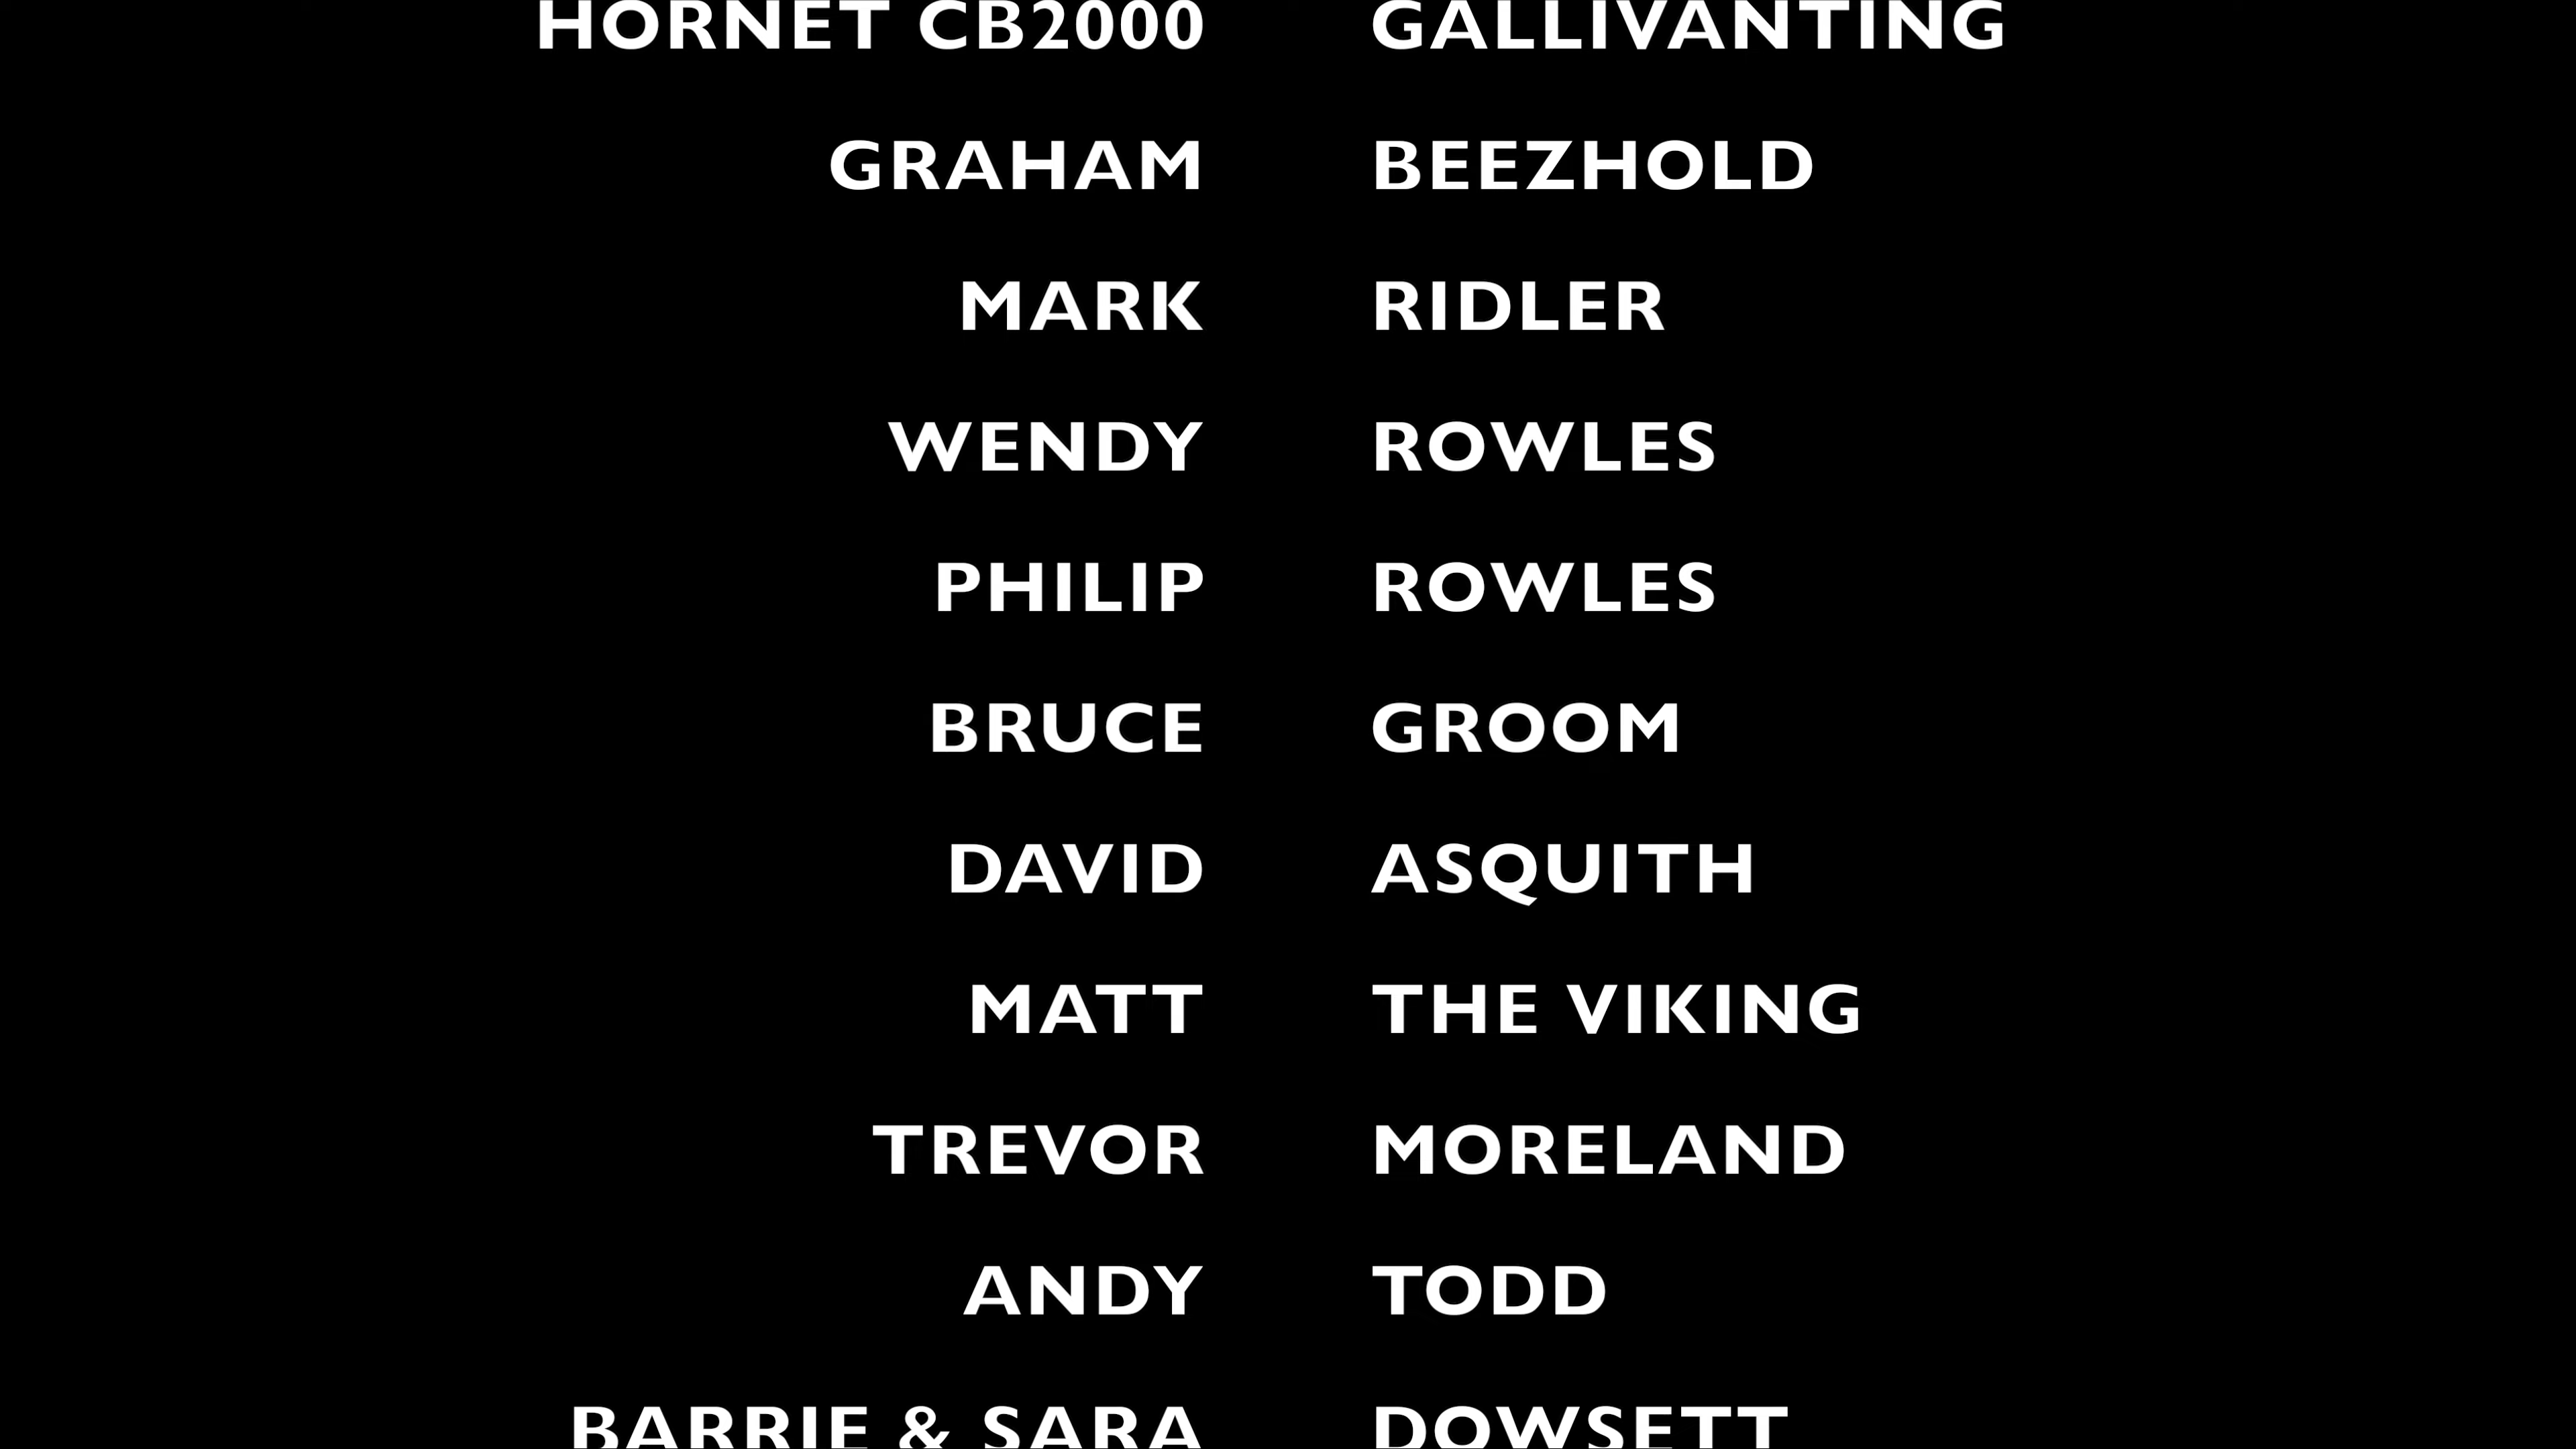 HORNET CB2000 GALLIVANTING
GRAHAM BEEZHOLD
MARK RIDLER
WENDY ROWLES
PHILIP ROWLES
BRUCE GROOM
DAVID ASQUITH
MATT THE VIKING
TREVOR MORELAND
ANDY TODD
BARRIE & SARA DOWSETT